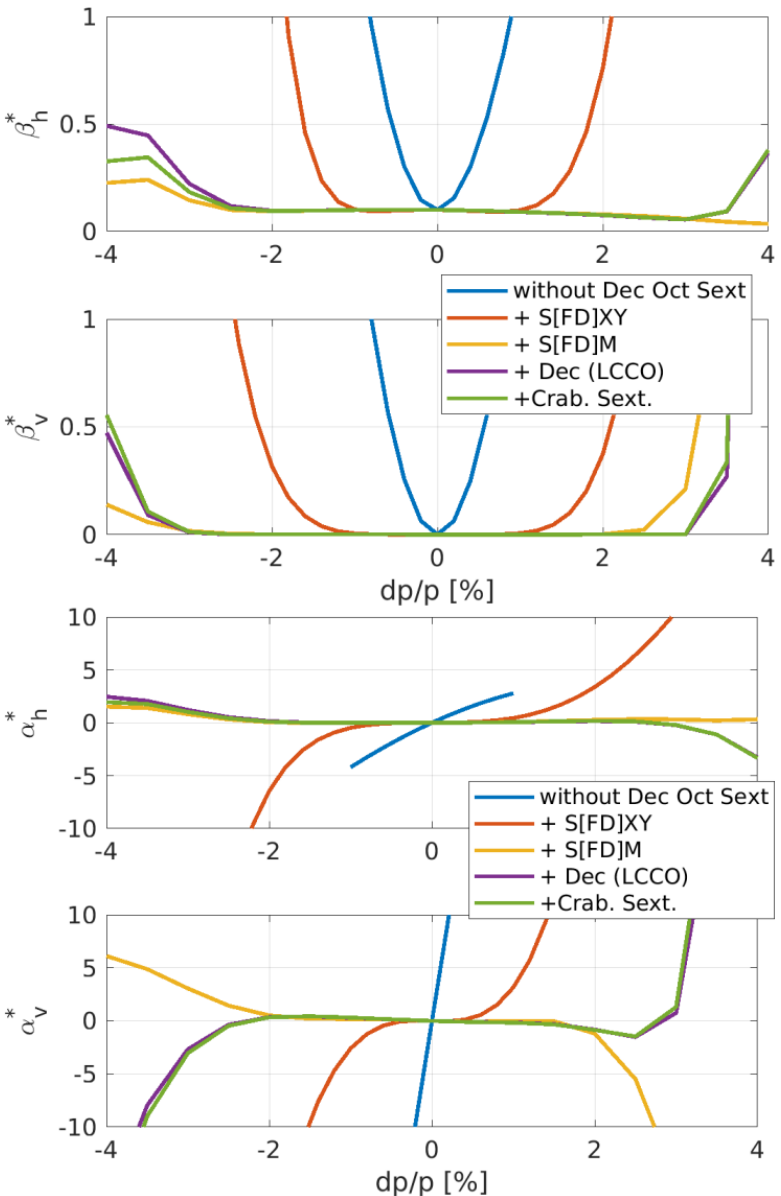 1
0.5
0
β*h
-4
-2
0
2
4
without Dec Oct Sext
+ S[FD]XY
+ S[FD]M
+ Dec (LCCO)
+Crab. Sext.
1
0.5
0
β*v
-4
-2
0
2
4
dp/p [%]
10
5
0
-5
-10
α*h
-4
-2
0
without Dec Oct Sext
+ S[FD]XY
+ S[FD]M
+ Dec (LCCO)
+Crab. Sext.
10
5
0
-5
-10
α*v
-4
-2
0
2
4
dp/p [%]